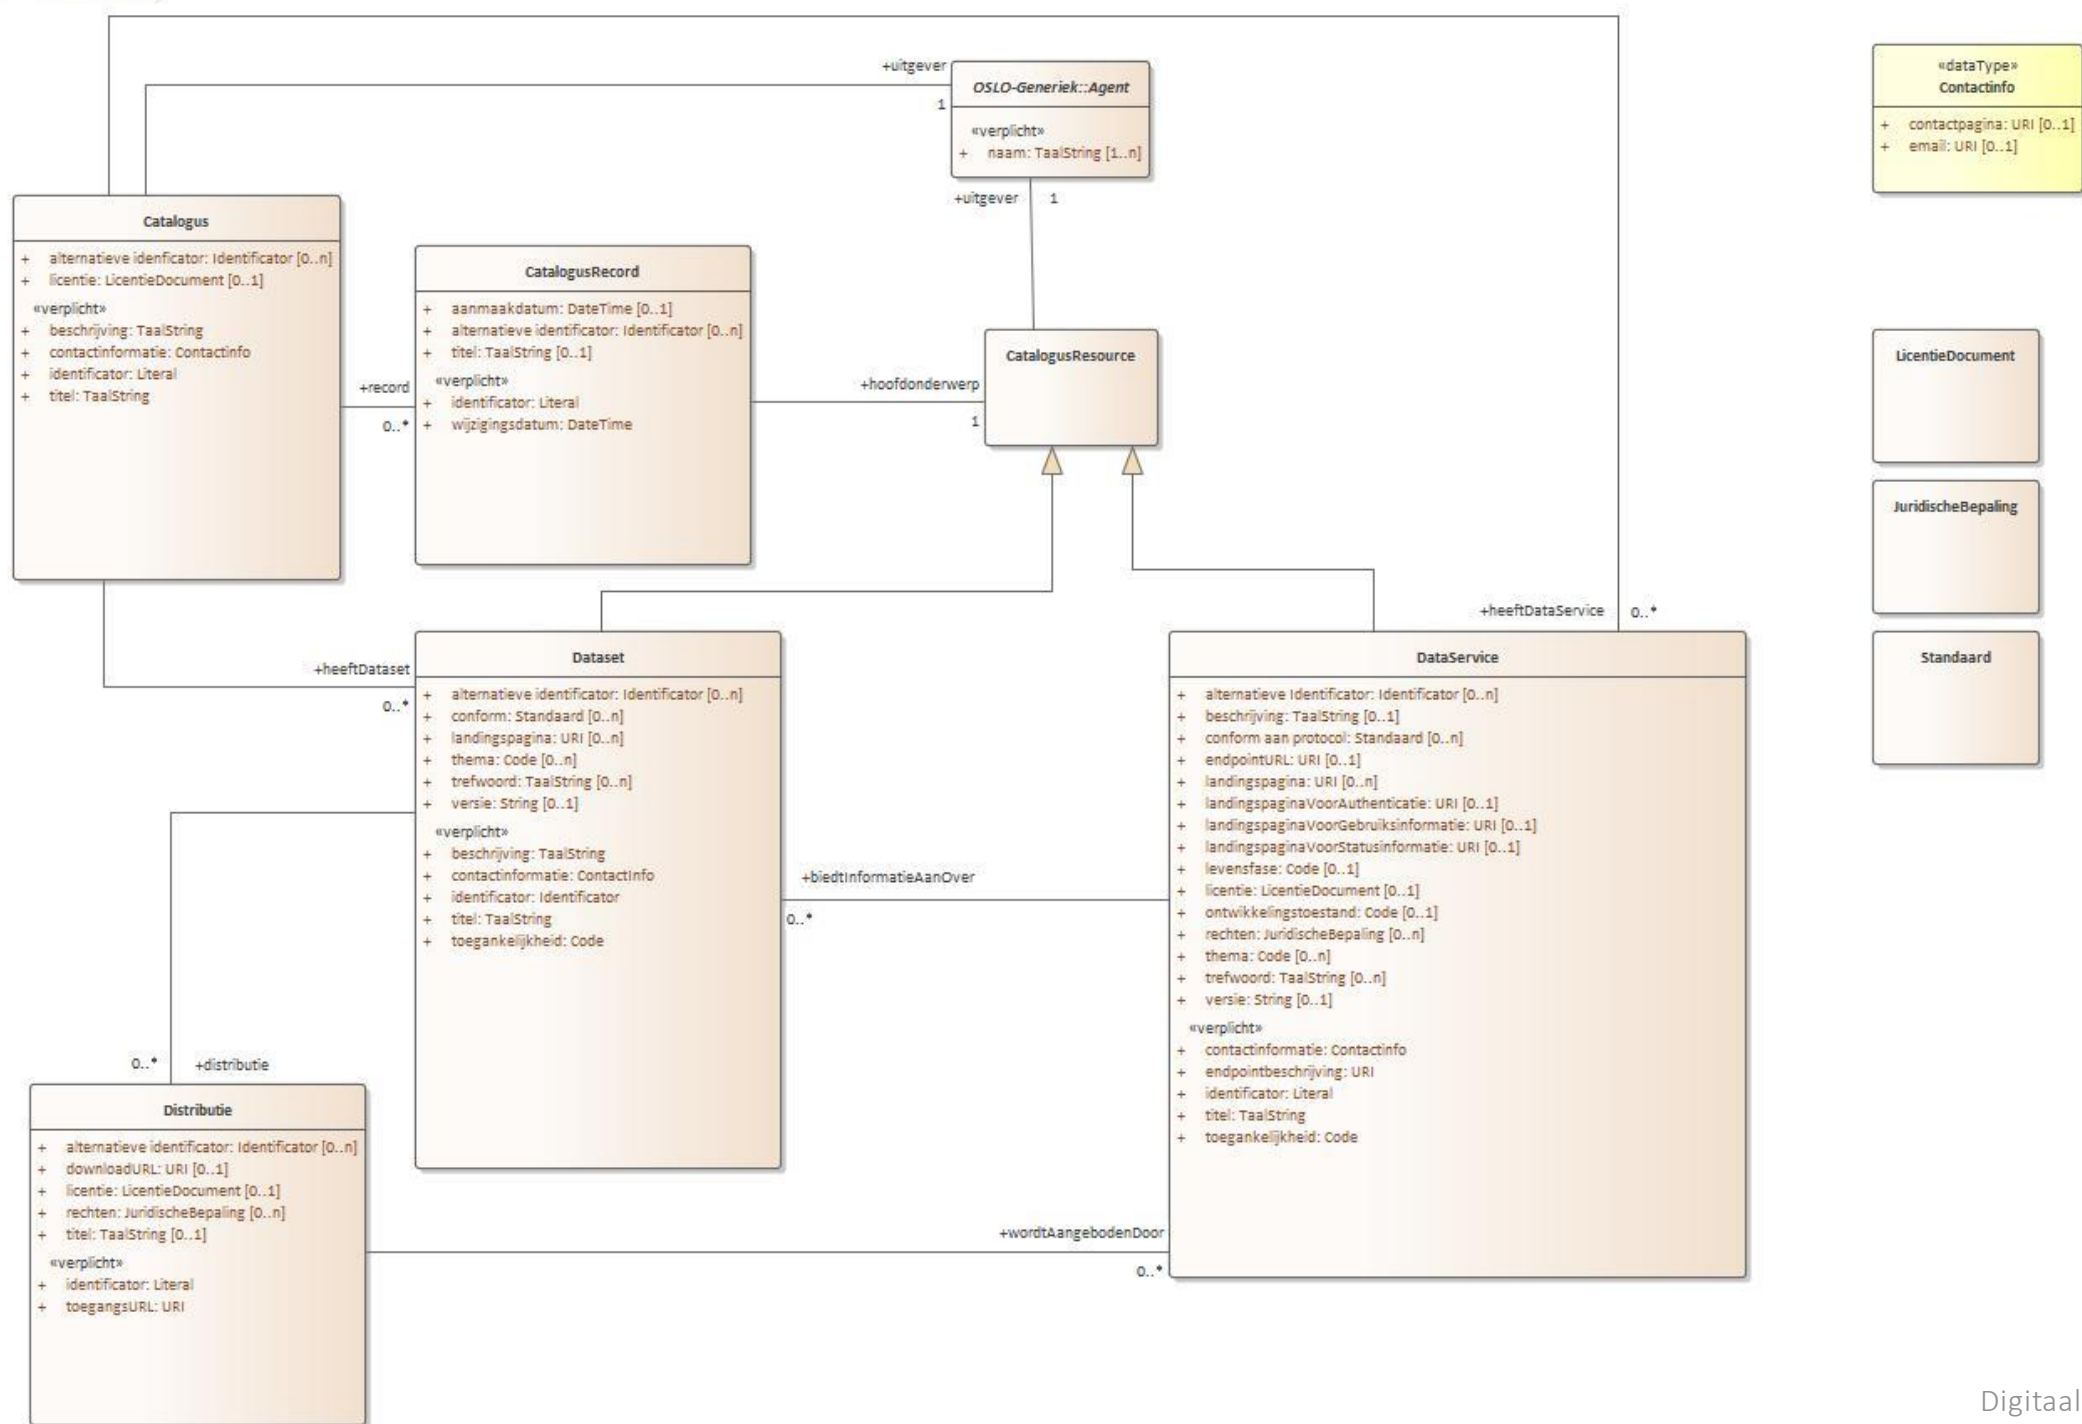 +uitgever
1
OSLO-Generiek::Agent
«verplicht»
+ naam: TaalString [1..n]
+uitgever 1
«dataType»
Contactinfo
+ contactpagina: URI [0..1]
+ email: URI [0..1]
Catalogus
+ alternatieve idenficator: Identificator [0..n]
+ licentie: LicentieDocument [0..1]
«verplicht»
+ beschrijving: TaalString
+ contactinformatie: Contactinfo
+ identificator: Literal
+ titel: TaalString
+record
0..*
CatalogusRecord
+ aanmaakdatum: DateTime [0..1]
+ alternatieve identificator: Identificator [0..n]
+ titel: TaalString [0..1]
«verplicht»
+ identificator: Literal
+ wijzigingsdatum: DateTime
+hoofdonderwerp
1
CatalogusResource
LicentieDocument
JuridischeBepaling
Standaard
+heeftDataService 0..*
+heeftDataset
0..*
Dataset
+ alternatieve identificator: Identificator [0..n]
+ conform: Standaard [0..n]
+ landingspagina: URI [0..n]
+ thema: Code [0..n]
+ trefwoord: TaalString [0..n]
+ versie: String [0..1]
«verplicht»
+ beschrijving: TaalString
+ contactinformatie: ContactInfo
+ identificator: Identificator
+ titel: TaalString
+ toegankelijkheid: Code
+biedtInformatieAanOver
0..*
DataService
+ alternatieve Identificator: Identificator [0..n]
+ beschrijving: TaalString [0..1]
+ conform aan protocol: Standaard [0..n]
+ endpointURL: URI [0..1]
+ landingspagina: URI [0..n]
+ landingspaginaVoorAuthenticatie: URI [0..1]
+ landingspaginaVoorGebruiksinformatie: URI [0..1]
+ landingspaginaVoorStatusinformatie: URI [0..1]
+ levensfase: Code [0..1]
+ licentie: LicentieDocument [0..1]
+ ontwikkelingstoestand: Code [0..1]
+ rechten: JuridischeBepaling [0..n]
+ thema: Code [0..n]
+ trefwoord: TaalString [0..n]
+ versie: String [0..1]
«verplicht»
+ contactinformatie: Contactinfo
+ endpointbeschrijving: URI
+ identificator: Literal
+ titel: TaalString
+ toegankelijkheid: Code
0..* +distributie
Distributie
+ alternatieve identificator: Identificator [0..n]
+ downloadURL: URI [0..1]
+ licentie: LicentieDocument [0..1]
+ rechten: JuridischeBepaling [0..n]
+ titel: TaalString [0..1]
«verplicht»
+ identificator: Literal
+ toegangsURL: URI
+wordtAangebodenDoor
0..*
Digitaal